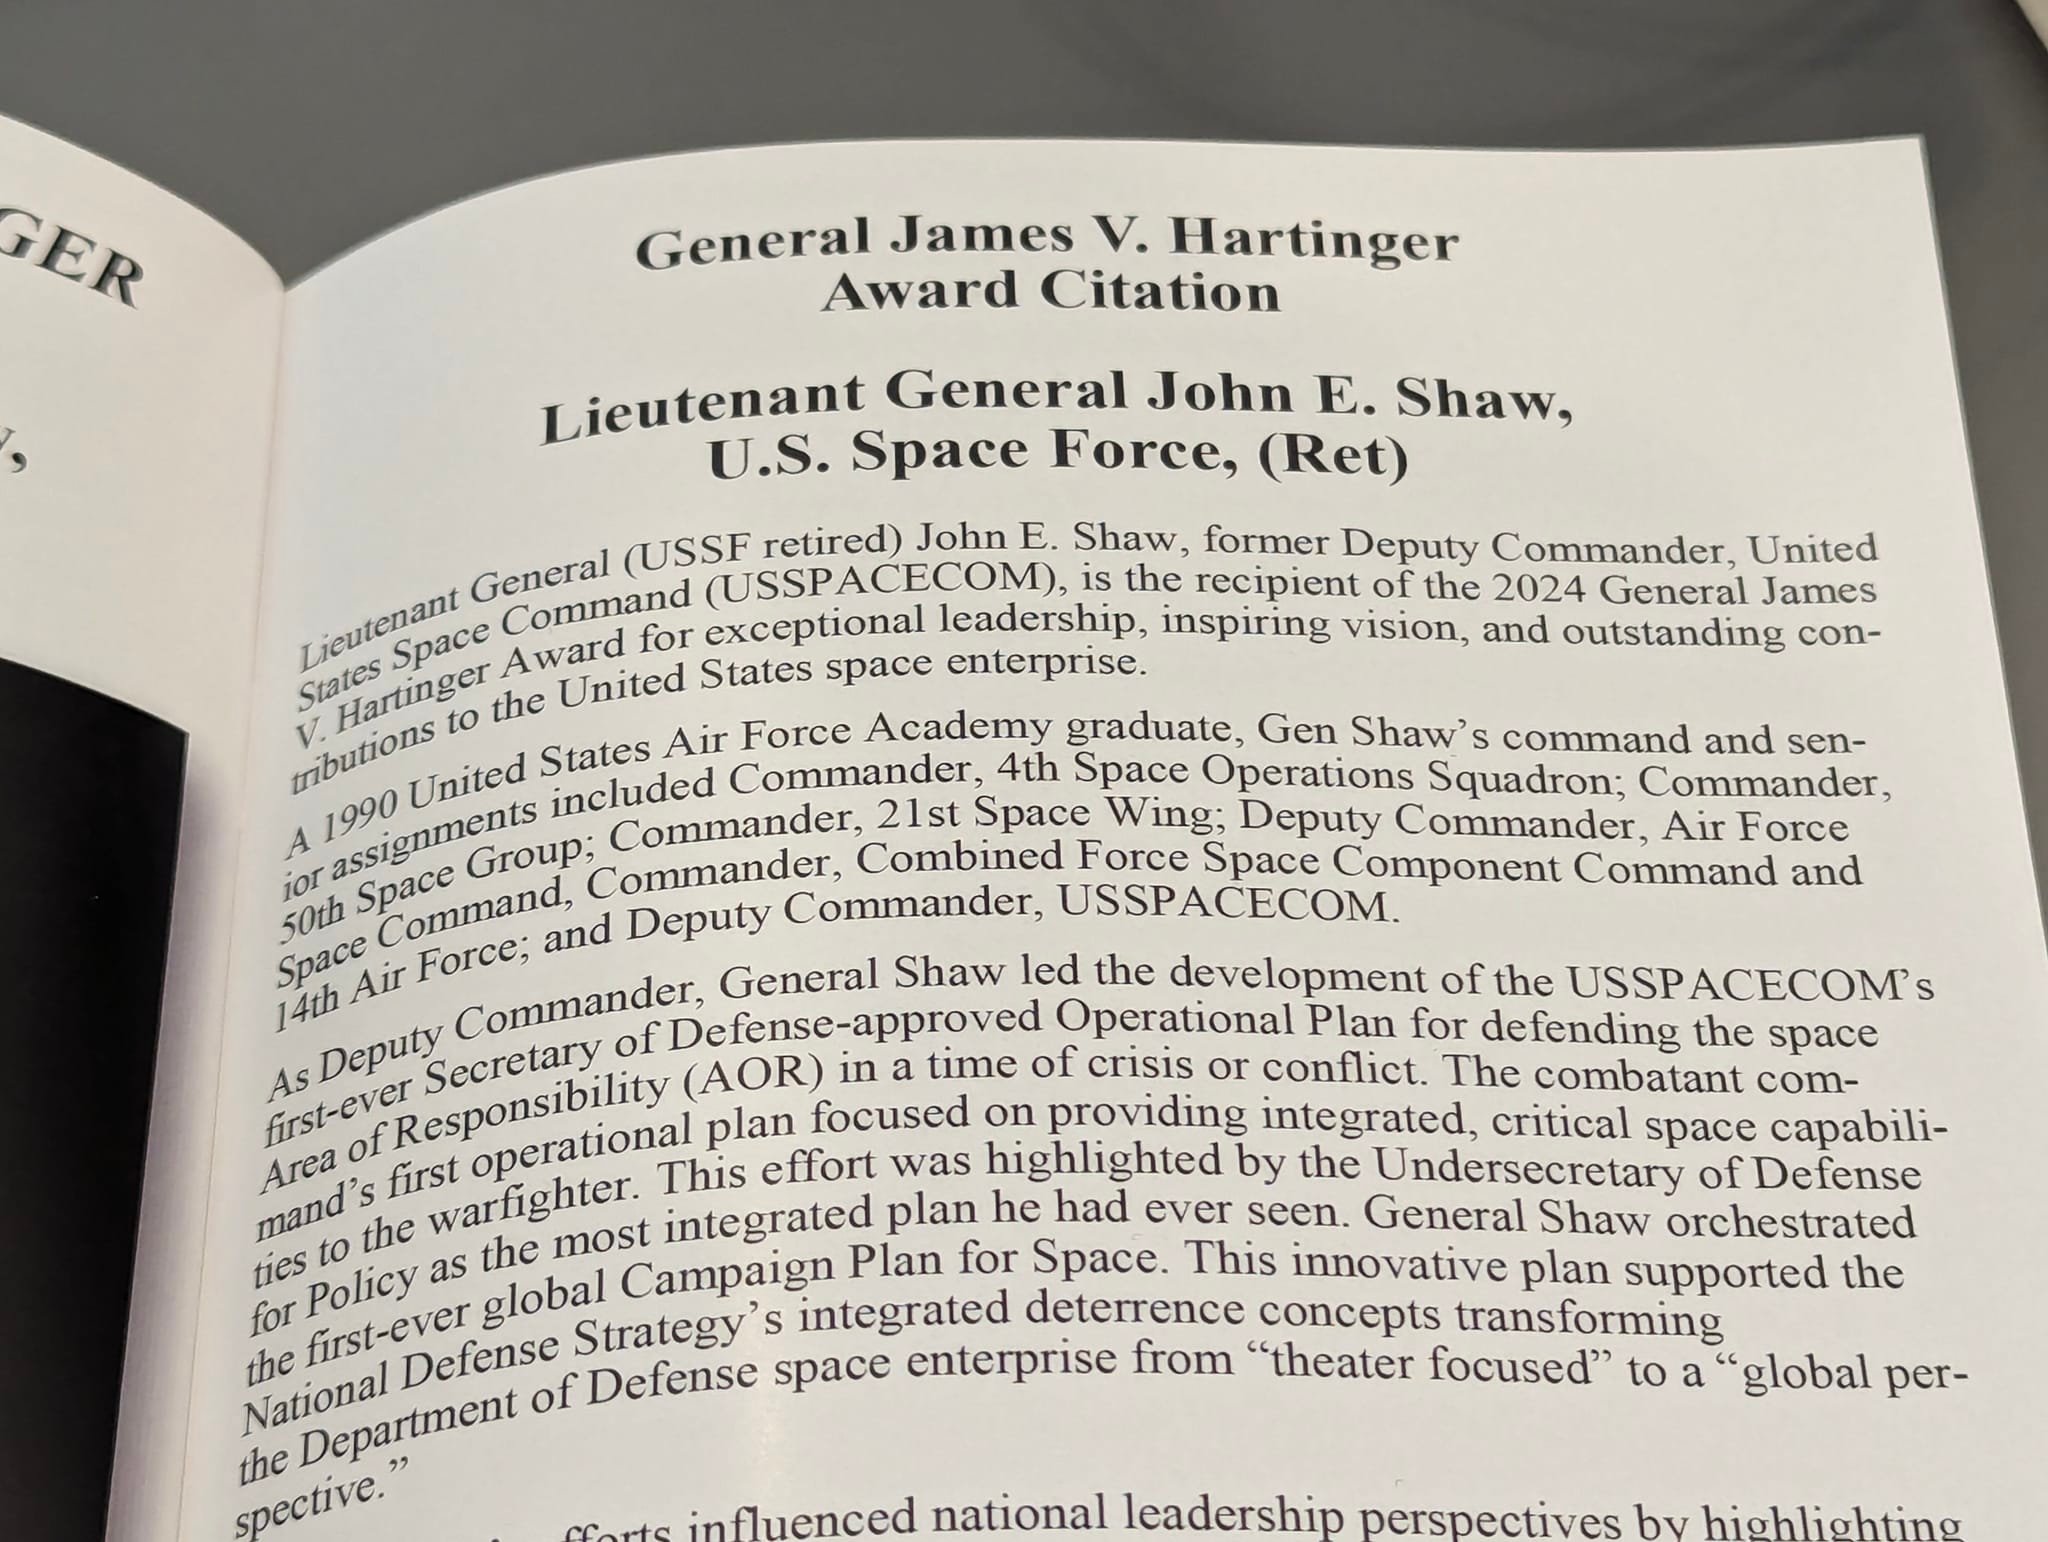 GER
General James V. Hartinger
Award Citation
Lieutenant General John E. Shaw,
U.S. Space Force, (Ret)
Lieutenant General (USSF retired) John E. Shaw, former Deputy Commander, United
States Space Command (USSPACECOM), is the recipient of the 2024 General James
V. Hartinger Award for exceptional leadership, inspiring vision, and outstanding con-
tributions to the United States space enterprise.
A 1990 United States Air Force Academy graduate, Gen Shaw’s command and sen-
ior assignments included Commander, 4th Space Operations Squadron; Commander,
50th Space Group; Commander, 21st Space Wing; Deputy Commander, Air Force
Space Command, Commander, Combined Force Space Component Command and
14th Air Force; and Deputy Commander, USSPACECOM.
As Deputy Commander, General Shaw led the development of the USSPACECOM’s
first-ever Secretary of Defense-approved Operational Plan for defending the space
Area of Responsibility (AOR) in a time of crisis or conflict. The combatant com-
mand’s first operational plan focused on providing integrated, critical space capabili-
ties to the warfighter. This effort was highlighted by the Undersecretary of Defense
for Policy as the most integrated plan he had ever seen. General Shaw orchestrated
the first-ever global Campaign Plan for Space. This innovative plan supported the
National Defense Strategy’s integrated deterrence concepts transforming
the Department of Defense space enterprise from “theater focused” to a “global per-
spective.”
efforts influenced national leadership perspectives by highlighting